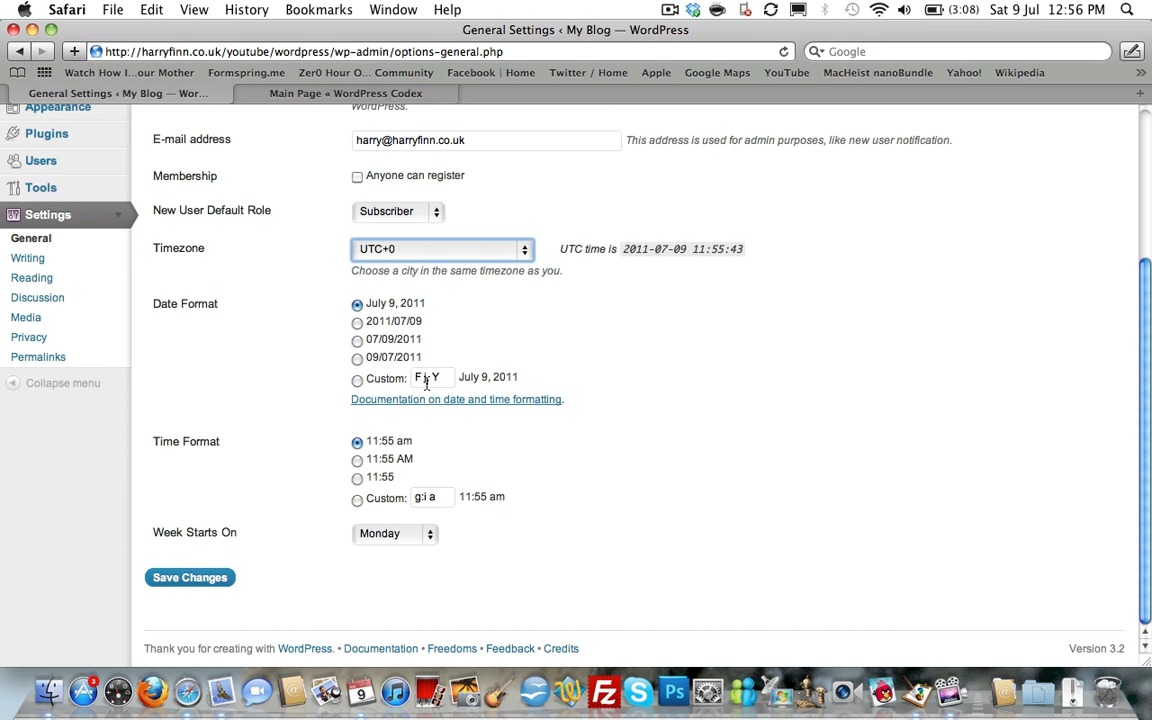 Safari File Edit View History Bookmarks Window Help (3:08) Sat 9 Jul 12:56 PM
General Settings ‹ My Blog — WordPress
http://harryfinn.co.uk/youtube/wordpress/wp-admin/options-general.php Google
Watch How I...our Mother Formspring.me Zer0 Hour O... Community Facebook | Home Twitter / Home Apple Google Maps YouTube MacHeist nanoBundle Yahoo! Wikipedia
General Settings ‹ My Blog — Wor... Main Page « WordPress Codex
Appearance
WordPress.
Plugins
E-mail address harry@harryfinn.co.uk This address is used for admin purposes, like new user notification.
Users
Membership Anyone can register
Tools
New User Default Role Subscriber
Settings
General
Timezone UTC+0 UTC time is 2011-07-09 11:55:43
Writing
Choose a city in the same timezone as you.
Reading
Discussion
Date Format July 9, 2011
Media
2011/07/09
Privacy
07/09/2011
Permalinks
09/07/2011
Collapse menu
Custom: F j, Y July 9, 2011
Documentation on date and time formatting.
Time Format 11:55 am
11:55 AM
11:55
Custom: g:i a 11:55 am
Week Starts On Monday
Save Changes
Thank you for creating with WordPress. • Documentation • Freedoms • Feedback • Credits Version 3.2
3
9